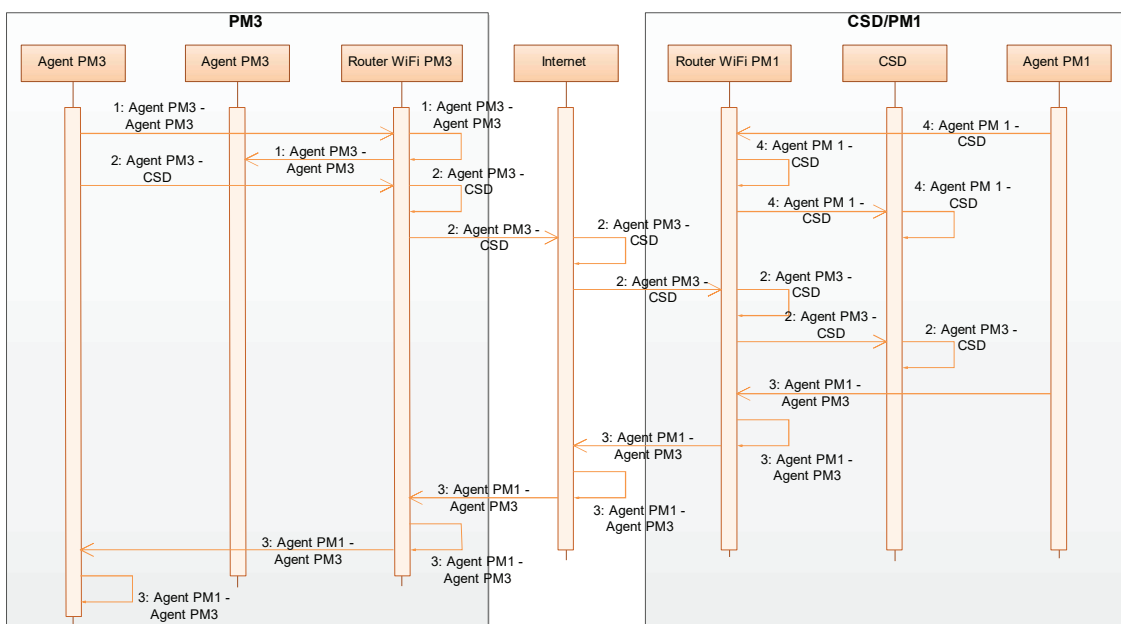 PM3
CSD/PM1
Agent PM3
Agent PM3
Router WiFi PM3
Internet
Router WiFi PM1
CSD
Agent PM1
1: Agent PM3 -
Agent PM3
1: Agent PM3 -
Agent PM3
4: Agent PM 1 -
CSD
1: Agent PM3 -
Agent PM3
4: Agent PM 1 -
CSD
2: Agent PM3 -
CSD
2: Agent PM3 -
CSD
4: Agent PM 1 -
CSD
4: Agent PM 1 -
CSD
2: Agent PM3 -
CSD
2: Agent PM3 -
CSD
2: Agent PM3 -
CSD
2: Agent PM3 -
CSD
2: Agent PM3 -
CSD
2: Agent PM3 -
CSD
3: Agent PM1 -
Agent PM3
3: Agent PM1 -
Agent PM3
3: Agent PM1 -
Agent PM3
3: Agent PM1 -
Agent PM3
3: Agent PM1 -
Agent PM3
3: Agent PM1 -
Agent PM3
3: Agent PM1 -
Agent PM3
3: Agent PM1 -
Agent PM3